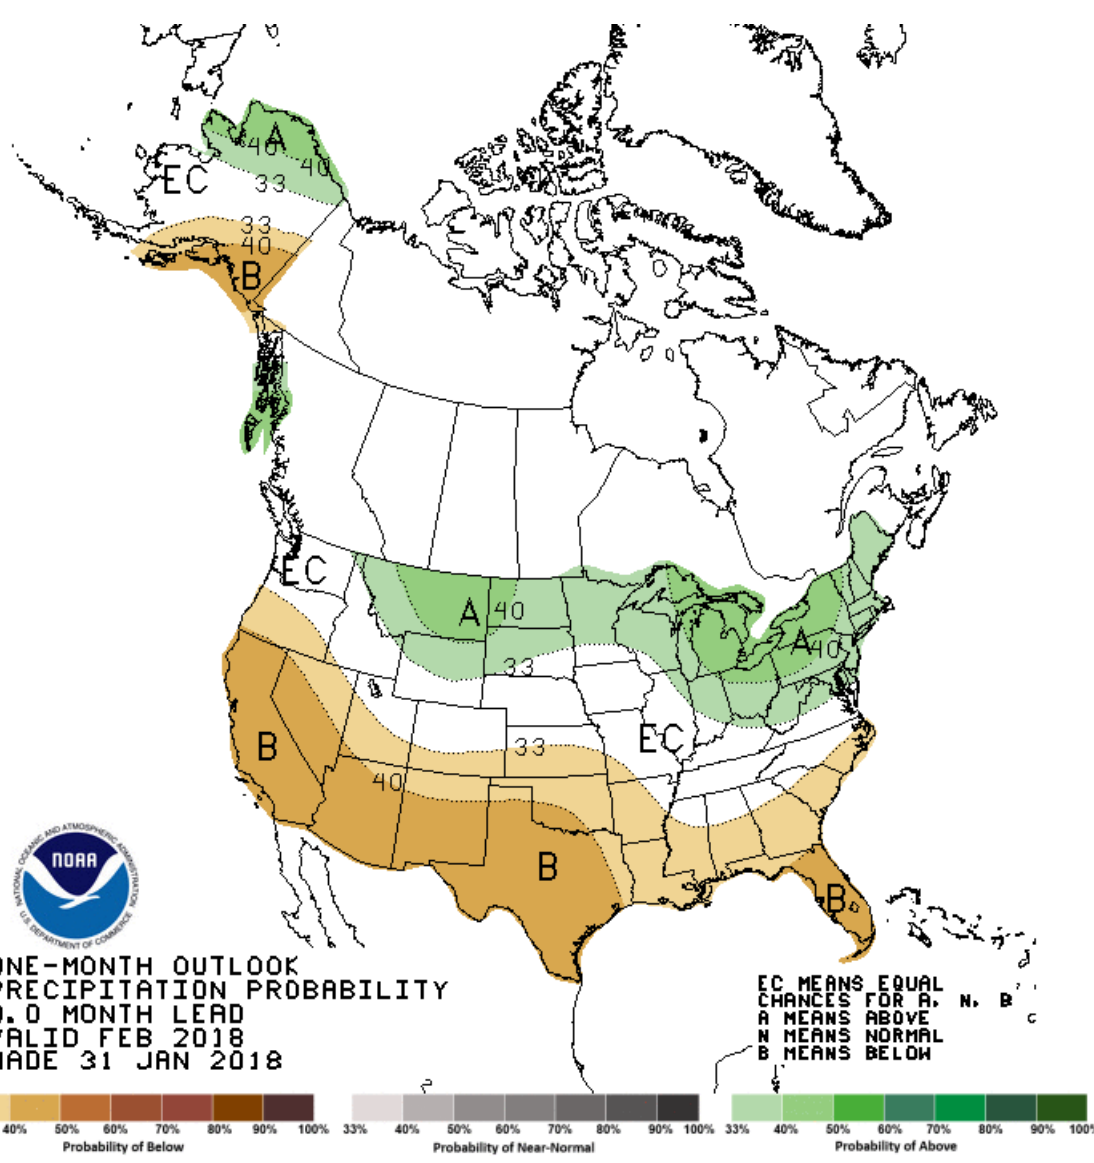 A
40
40
EC
33
33
40
B
EC
A
40
A
40
33
EC
B
33
40
B
B
NOAA
NATIONAL OCEANIC AND ATMOSPHERIC ADMINISTRATION
U.S. DEPARTMENT OF COMMERCE
ONE-MONTH OUTLOOK
PRECIPITATION PROBABILITY
0.0 MONTH LEAD
VALID FEB 2018
MADE 31 JAN 2018
EC MEANS EQUAL
CHANCES FOR A, N, B
A MEANS ABOVE
N MEANS NORMAL
B MEANS BELOW
40% 50% 60% 70% 80% 90% 100%
Probability of Below
33% 40% 50% 60% 70% 80% 90% 100%
Probability of Near-Normal
33% 40% 50% 60% 70% 80% 90% 100%
Probability of Above